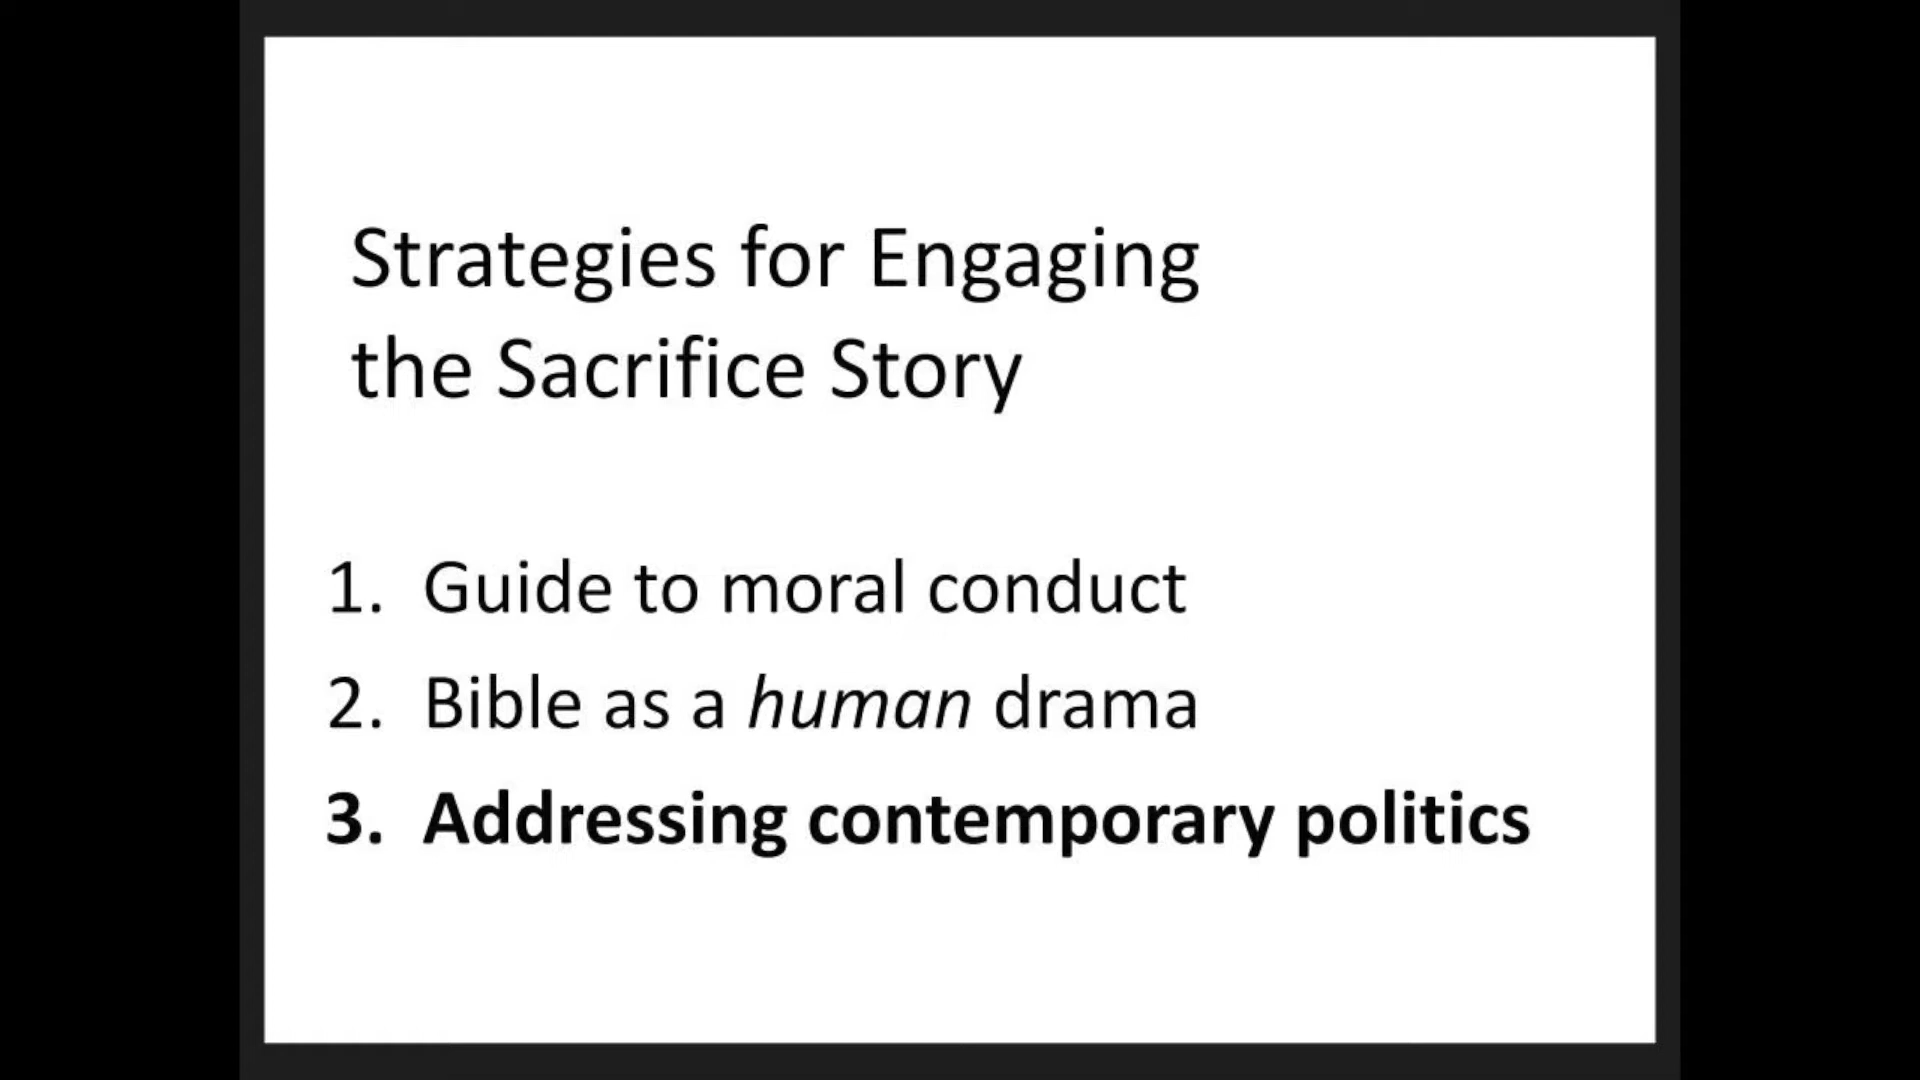 Strategies for Engaging
the Sacrifice Story
1. Guide to moral conduct
2. Bible as a human drama
3. Addressing contemporary politics